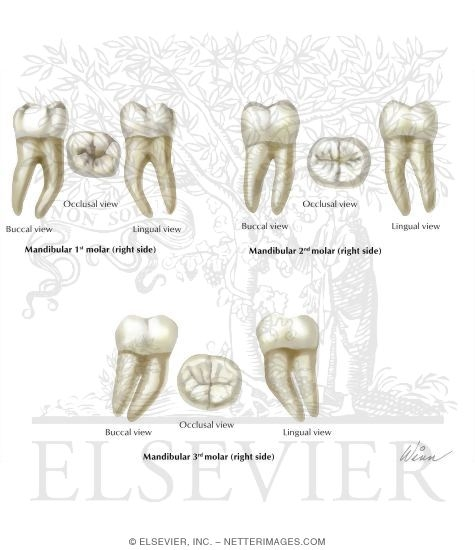 Occlusal view
Buccal view
Lingual view
Mandibular 1st molar (right side)
Occlusal view
Buccal view
Lingual view
Mandibular 2nd molar (right side)
Occlusal view
Buccal view
Lingual view
Mandibular 3rd molar (right side)
ELSEVIER
© ELSEVIER, INC. – NETTERIMAGES.COM